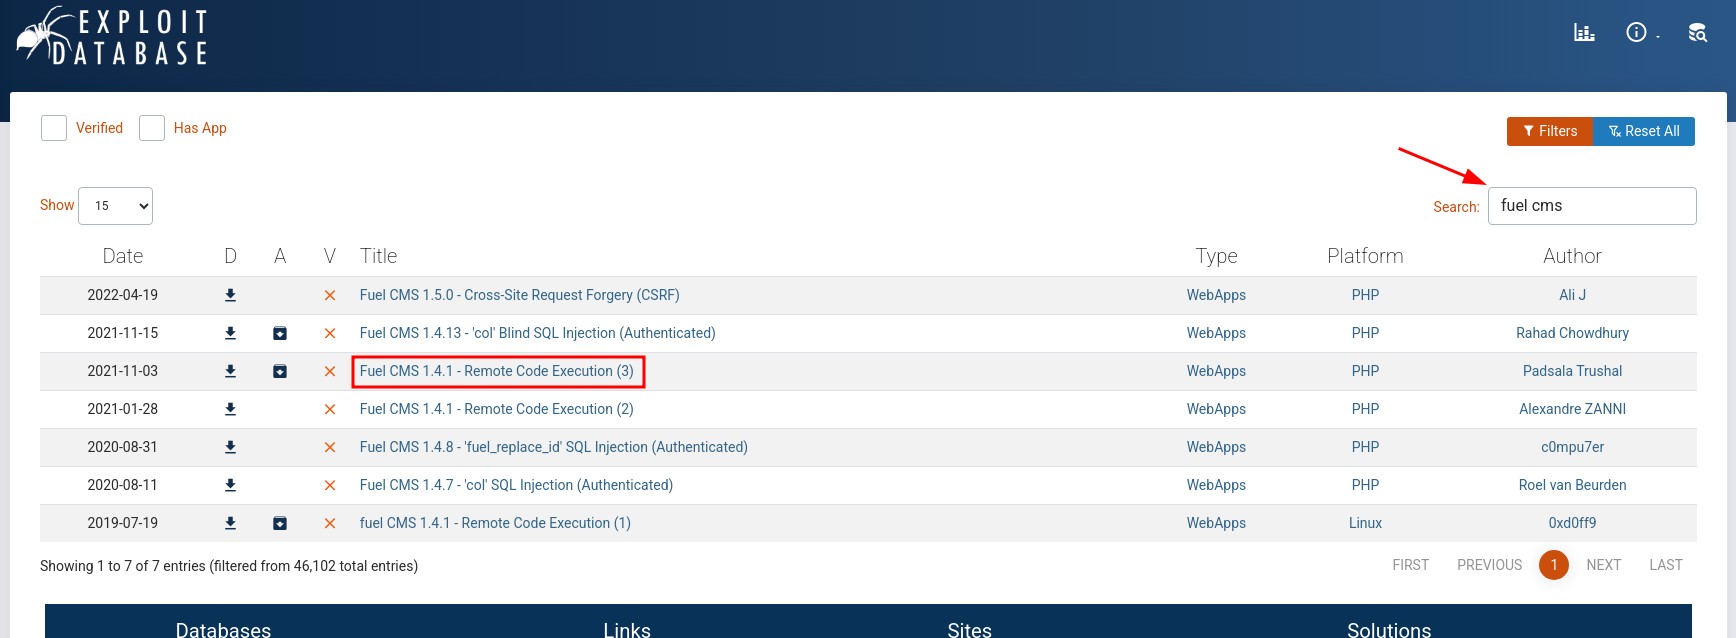 EXPLOIT
DATABASE
Verified Has App
Filters Reset All
Show 15
Search: fuel cms
Date D A V Title Type Platform Author
2022-04-19 Fuel CMS 1.5.0 - Cross-Site Request Forgery (CSRF) WebApps PHP Ali J
2021-11-15 Fuel CMS 1.4.13 - 'col' Blind SQL Injection (Authenticated) WebApps PHP Rahad Chowdhury
2021-11-03 Fuel CMS 1.4.1 - Remote Code Execution (3) WebApps PHP Padsala Trushal
2021-01-28 Fuel CMS 1.4.1 - Remote Code Execution (2) WebApps PHP Alexandre ZANNI
2020-08-31 Fuel CMS 1.4.8 - 'fuel_replace_id' SQL Injection (Authenticated) WebApps PHP c0mpu7er
2020-08-11 Fuel CMS 1.4.7 - 'col' SQL Injection (Authenticated) WebApps PHP Roel van Beurden
2019-07-19 fuel CMS 1.4.1 - Remote Code Execution (1) WebApps Linux 0xd0ff9
Showing 1 to 7 of 7 entries (filtered from 46,102 total entries)
FIRST PREVIOUS 1 NEXT LAST
Databases Links Sites Solutions